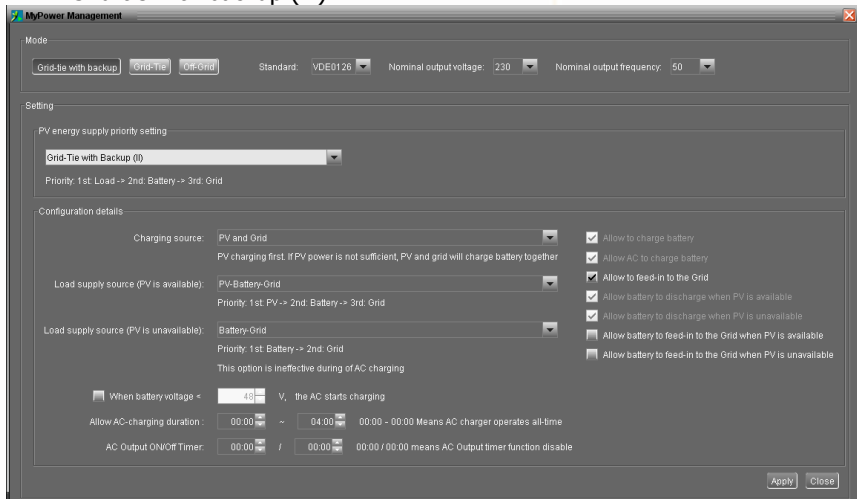 MyPower Management
Mode
Grid-tie with backup Grid-Tie Off-Grid Standard: VDE0126 Nominal output voltage: 230 Nominal output frequency: 50
Setting
PV energy supply priority setting
Grid-Tie with Backup (II)
Priority: 1st: Load -> 2nd: Battery -> 3rd: Grid
Configuration details
Charging source: PV and Grid
PV charging first. If PV power is not sufficient, PV and grid will charge battery together
Load supply source (PV is available): PV-Battery-Grid
Priority: 1st: PV -> 2nd: Battery -> 3rd: Grid
Load supply source (PV is unavailable): Battery-Grid
Priority: 1st: Battery -> 2nd: Grid
This option is ineffective during of AC charging
Allow to charge battery
Allow AC to charge battery
Allow to feed-in to the Grid
Allow battery to discharge when PV is available
Allow battery to discharge when PV is unavailable
Allow battery to feed-in to the Grid when PV is available
Allow battery to feed-in to the Grid when PV is unavailable
When battery voltage < 48 V, the AC starts charging
Allow AC-charging duration : 00:00 ~ 04:00 00:00 - 00:00 Means AC charger operates all-time
AC Output ON/Off Timer: 00:00 / 00:00 00:00 / 00:00 means AC Output timer function disable
Apply Close